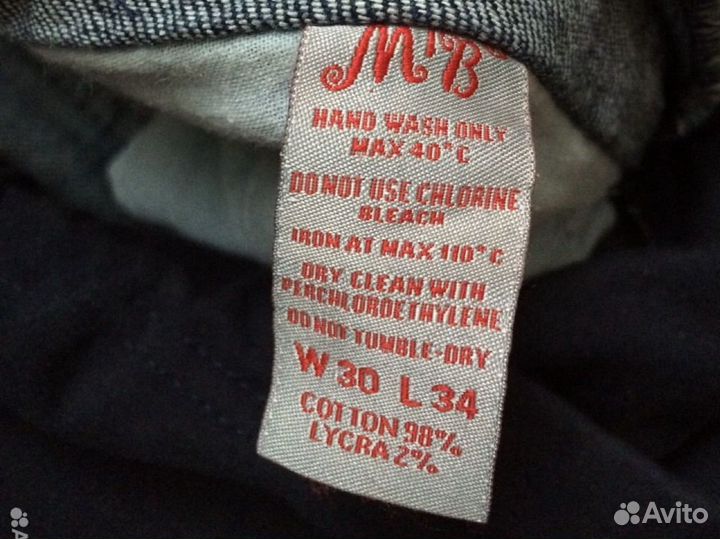 HAND WASH ONLY
MAX 40°C
DO NOT USE CHLORINE
BLEACH
IRON AT MAX 110°C
DRY CLEAN WITH
PERCHLOROETHYLENE
DO NOT TUMBLE-DRY
W 30 L 34
COTTON 98%
LYCRA 2%
Avito